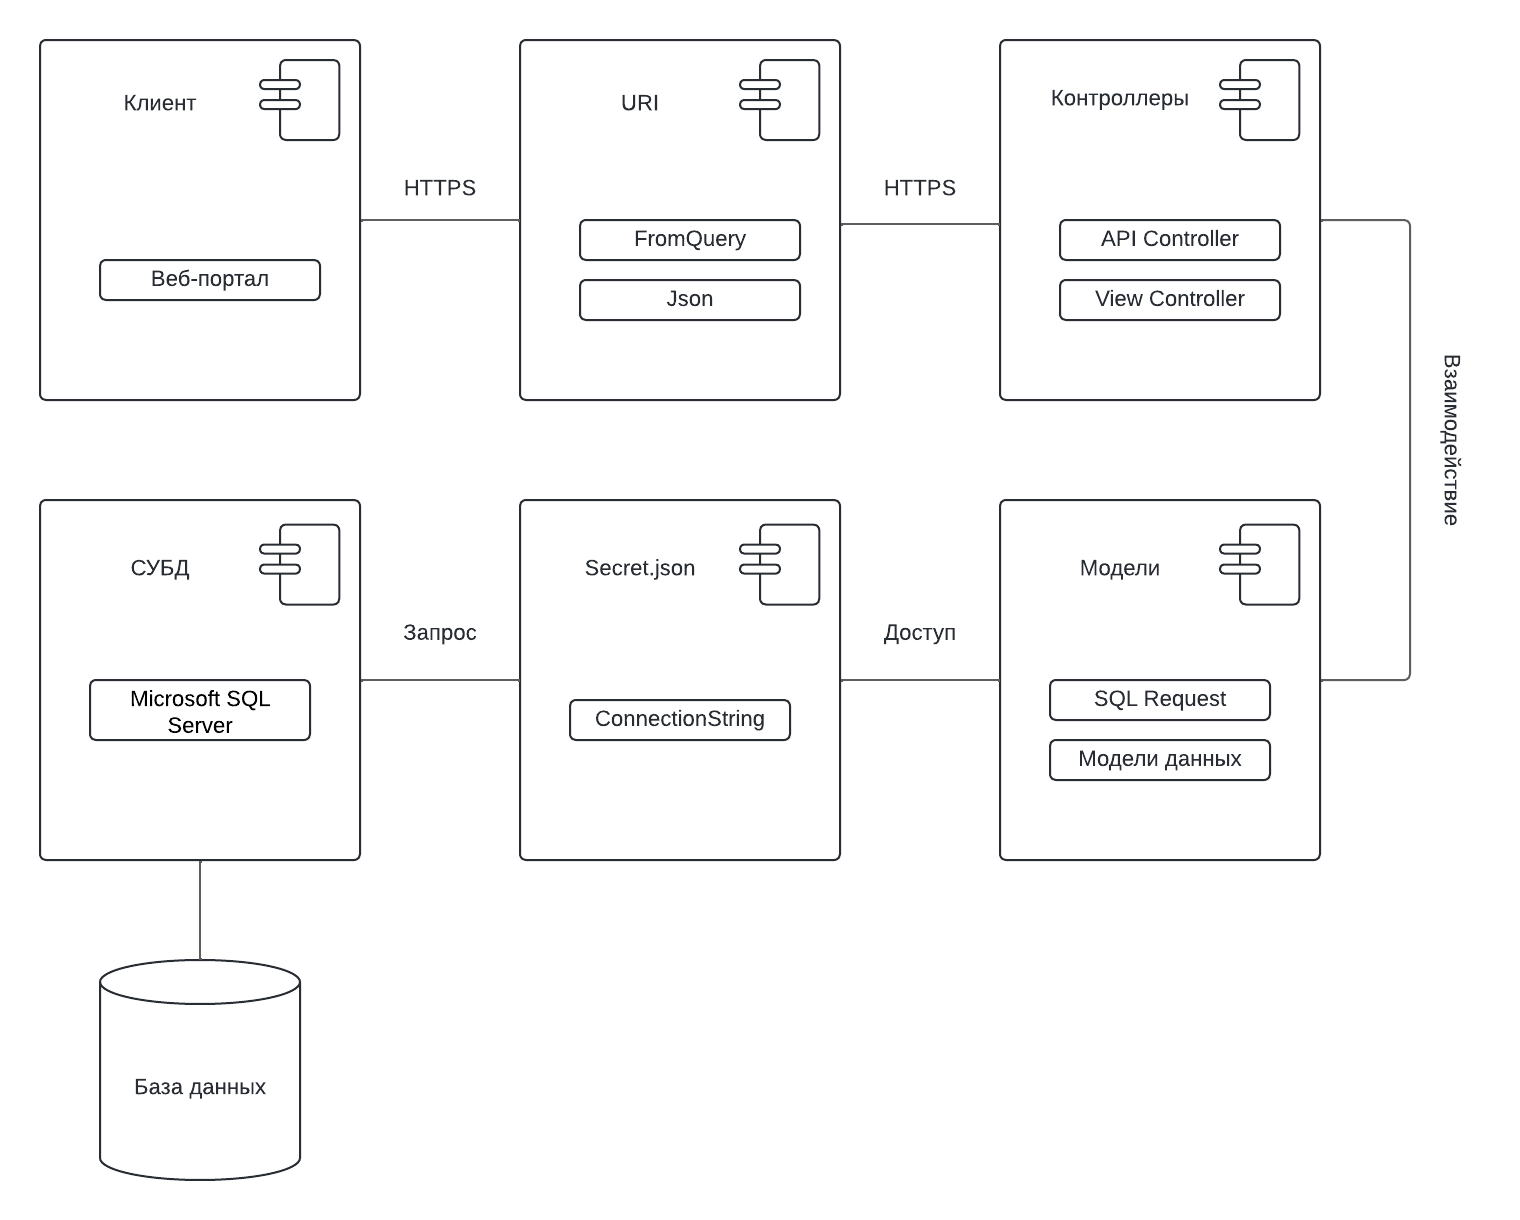 Клиент
URI
Контроллеры
HTTPS
HTTPS
FromQuery
API Controller
Веб-портал
Json
View Controller
Взаимодействие
СУБД
Secret.json
Модели
Запрос
Доступ
Microsoft SQL
Server
ConnectionString
SQL Request
Модели данных
База данных